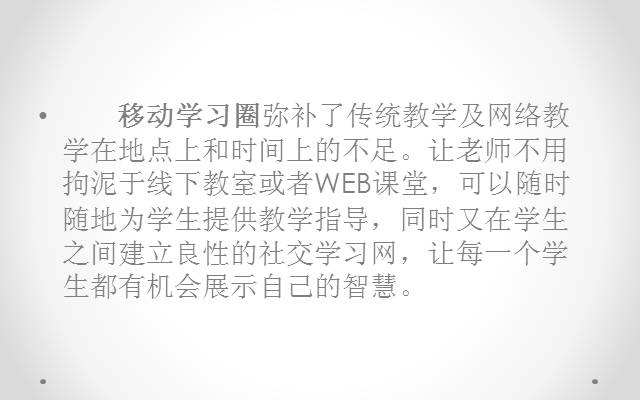 • 移动学习圈弥补了传统教学及网络教
学在地点上和时间上的不足。让老师不用
拘泥于线下教室或者WEB课堂，可以随时
随地为学生提供教学指导，同时又在学生
之间建立良性的社交学习网，让每一个学
生都有机会展示自己的智慧。